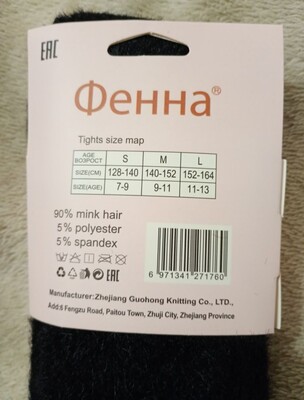 EAC
Фенна®
Tights size map
AGE ВОЗРОСТ S M L
SIZE(CM) 128-140 140-152 152-164
SIZE(AGE) 7-9 9-11 11-13
90% mink hair
5% polyester
5% spandex
EAC
6 971341 271760
Manufacturer:Zhejiang Guohong Knitting Co., LTD.,
Add:6 Fengzu Road, Paitou Town, Zhuji City, Zhejiang Province